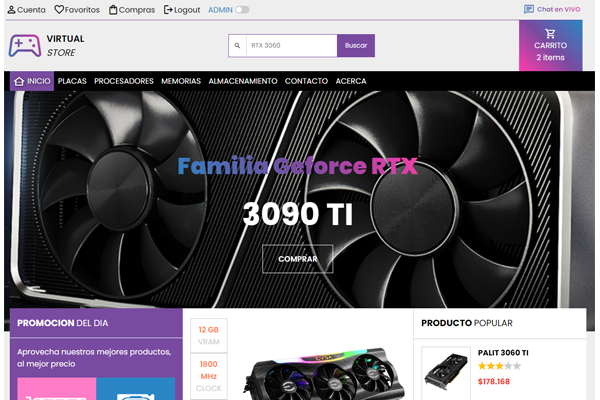 Cuenta Favoritos Compras Logout ADMIN Chat en VIVO
VIRTUAL
STORE
RTX 3060 Buscar
CARRITO
2 items
INICIO PLACAS PROCESADORES MEMORIAS ALMACENAMIENTO CONTACTO ACERCA
Familia Geforce RTX
3090 TI
COMPRAR
PROMOCION DEL DIA
Aprovecha nuestros mejores productos,
al mejor precio
12 GB
VRAM
1800
MHz
CLOCK
PRODUCTO POPULAR
PALIT 3060 TI
$178.168